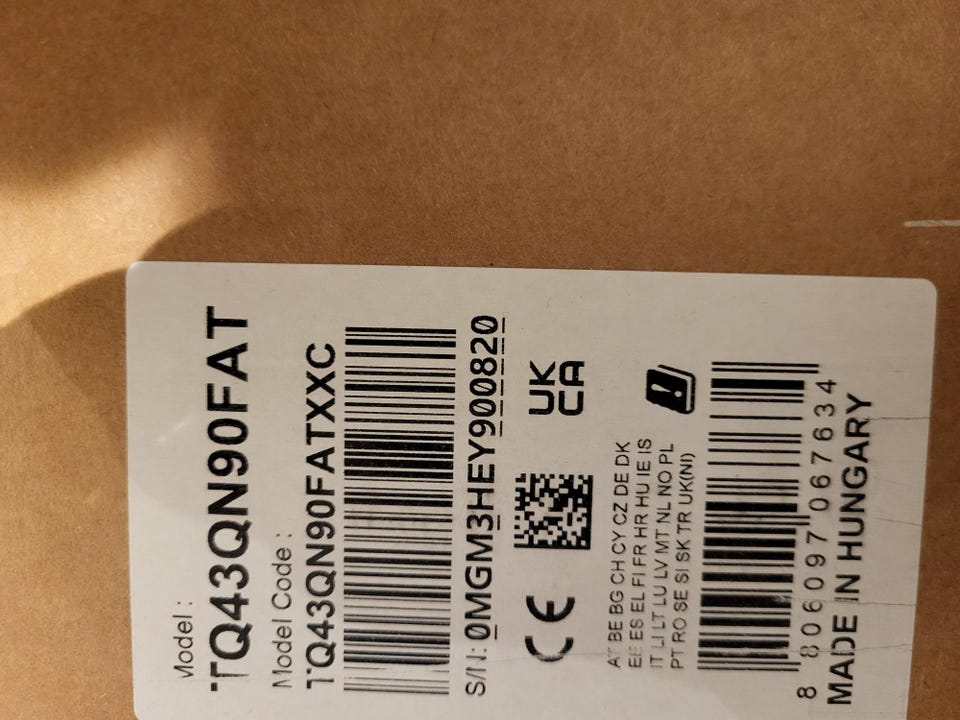 Model :
TQ43QN90FAT
Model Code :
TQ43QN90FATXXC
S/N: 0MGM3HEY900820
CE
UK
CA
AT BE BG CH CY CZ DE DK
EE ES EL FI FR HR HU IE IS
IT LI LT LU LV MT NL NO PL
PT RO SE SI SK TR UK(NI)
8 806097 067634
MADE IN HUNGARY